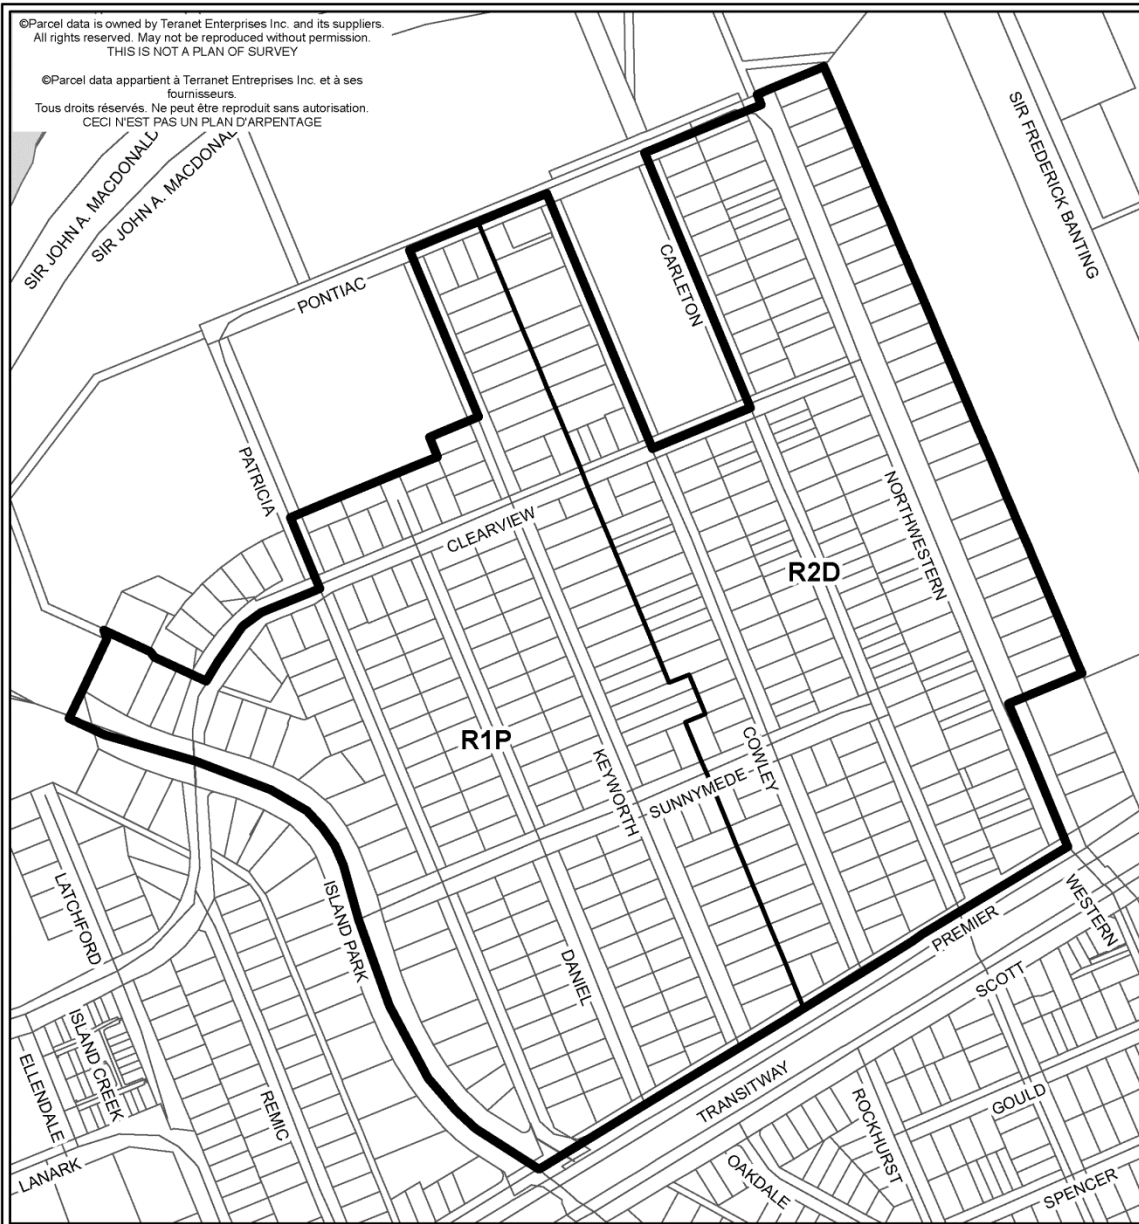 ©Parcel data is owned by Teranet Enterprises Inc. and its suppliers.
All rights reserved. May not be reproduced without permission.
THIS IS NOT A PLAN OF SURVEY
©Parcel data appartient à Terranet Entreprises Inc. et à ses
fournisseurs.
Tous droits réservés. Ne peut être reproduit sans autorisation.
CECI N'EST PAS UN PLAN D'ARPENTAGE
SIR JOHN A. MACDONALD
SIR JOHN A. MACDONAL
SIR FREDERICK BANTING
PONTIAC
CARLETON
PATRICIA
CLEARVIEW
NORTHWESTERN
R2D
R1P
KEYWORTH
COWLEY
SUNNYMEDE
LATCHFORD
ISLAND PARK
DANIEL
PREMIER
WESTERN
SCOTT
ISLAND CREEK
ELLENDALE
REMIC
TRANSITWAY
ROCKHURST
GOULD
LANARK
OAKDALE
SPENCER